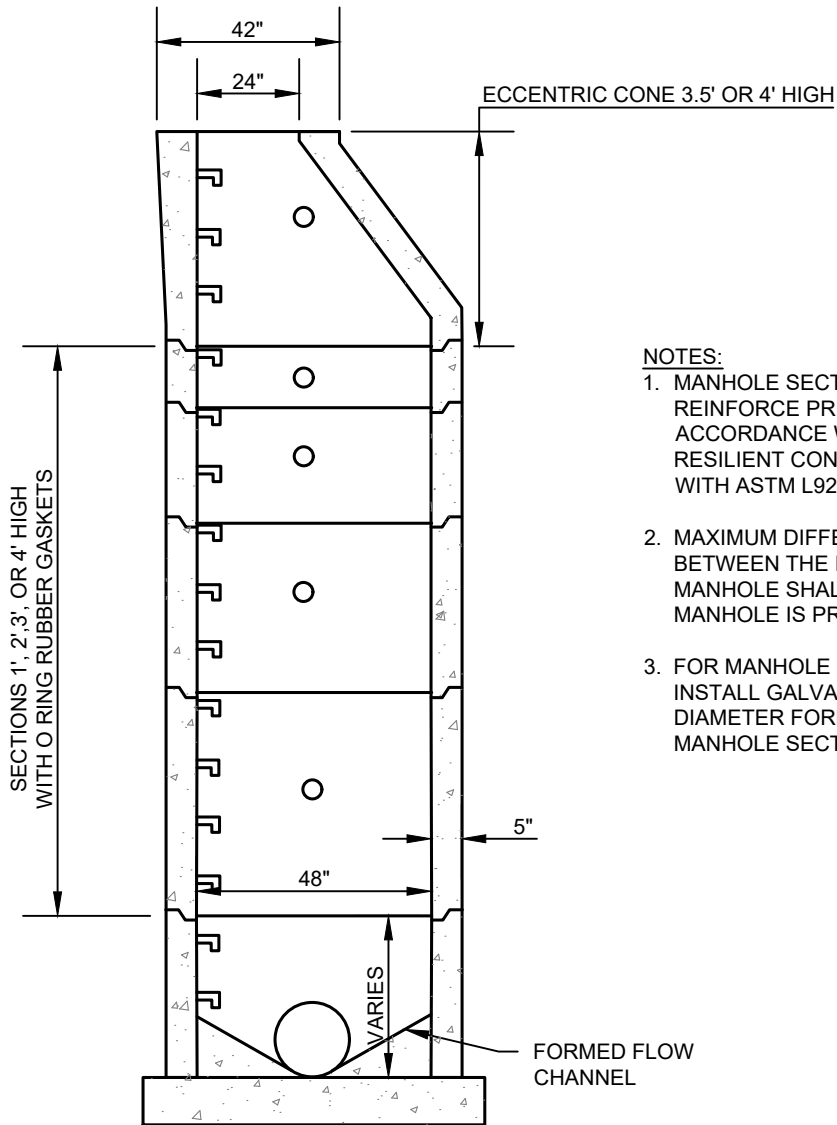 42"
24"
ECCENTRIC CONE 3.5' OR 4' HIGH
SECTIONS 1', 2',3', OR 4' HIGH
WITH O RING RUBBER GASKETS
NOTES:
1. MANHOLE SECT
REINFORCE PR
ACCORDANCE W
RESILIENT CON
WITH ASTM L92
2. MAXIMUM DIFFE
BETWEEN THE
MANHOLE SHAL
MANHOLE IS PR
3. FOR MANHOLE
INSTALL GALVA
DIAMETER FOR
MANHOLE SECT
5"
48"
VARIES
FORMED FLOW
CHANNEL